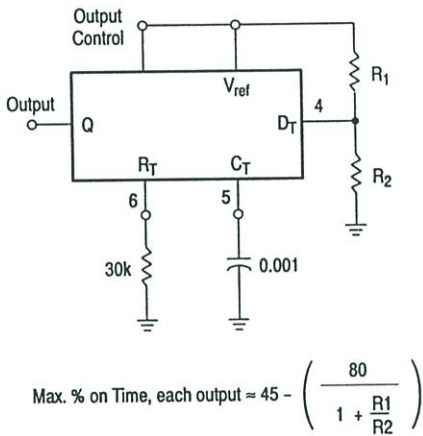 Output
Control
R1
Vref
Output
Q
DT
4
RT
CT
R2
6
5
30k
0.001
Max. % on Time, each output ≈ 45 – ( 80 / 1 + R1/R2 )